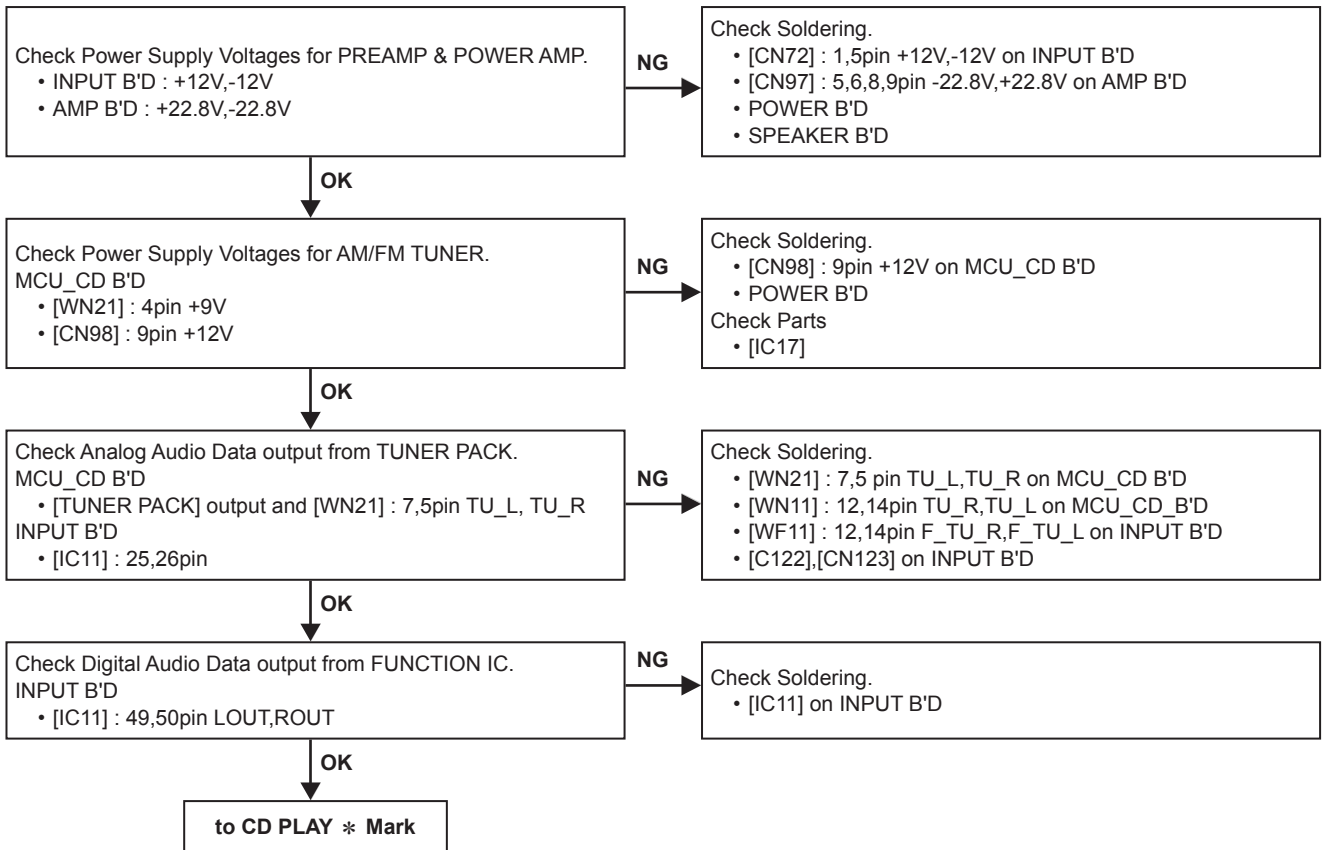 Check Power Supply Voltages for PREAMP & POWER AMP.
• INPUT B'D : +12V,-12V
• AMP B'D : +22.8V,-22.8V
NG
Check Soldering.
• [CN72] : 1,5pin +12V,-12V on INPUT B'D
• [CN97] : 5,6,8,9pin -22.8V,+22.8V on AMP B'D
• POWER B'D
• SPEAKER B'D
OK
Check Power Supply Voltages for AM/FM TUNER.
MCU_CD B'D
• [WN21] : 4pin +9V
• [CN98] : 9pin +12V
NG
Check Soldering.
• [CN98] : 9pin +12V on MCU_CD B'D
• POWER B'D
Check Parts
• [IC17]
OK
Check Analog Audio Data output from TUNER PACK.
MCU_CD B'D
• [TUNER PACK] output and [WN21] : 7,5pin TU_L, TU_R
INPUT B'D
• [IC11] : 25,26pin
NG
Check Soldering.
• [WN21] : 7,5 pin TU_L,TU_R on MCU_CD B'D
• [WN11] : 12,14pin TU_R,TU_L on MCU_CD_B'D
• [WF11] : 12,14pin F_TU_R,F_TU_L on INPUT B'D
• [C122],[CN123] on INPUT B'D
OK
Check Digital Audio Data output from FUNCTION IC.
INPUT B'D
• [IC11] : 49,50pin LOUT,ROUT
NG
Check Soldering.
• [IC11] on INPUT B'D
OK
to CD PLAY ∗ Mark